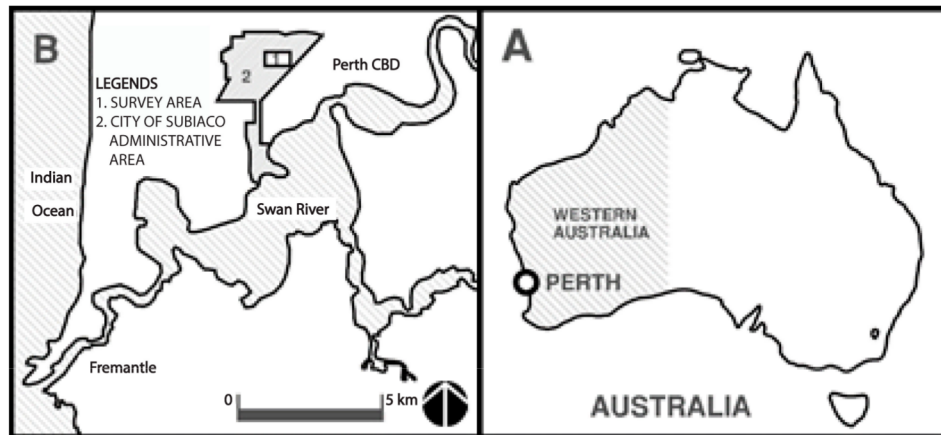 B
LEGENDS
1. SURVEY AREA
2. CITY OF SUBIACO
ADMINISTRATIVE
AREA
1
2
Perth CBD
Indian
Ocean
Swan River
Fremantle
0
5 km
A
WESTERN
AUSTRALIA
PERTH
AUSTRALIA